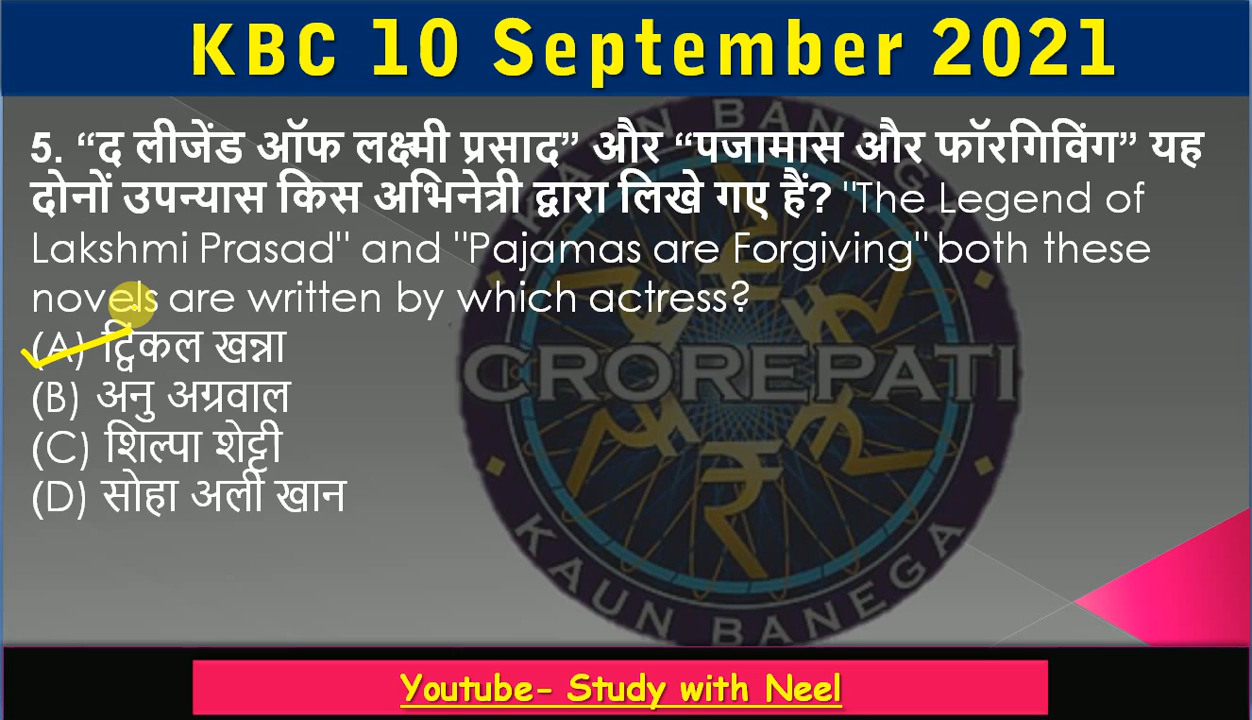 KBC 10 September 2021
5. “द लीजेंड ऑफ लक्ष्मी प्रसाद” और “पजामास और फॉरगिविंग” यह
दोनों उपन्यास किस अभिनेत्री द्वारा लिखे गए हैं? "The Legend of
Lakshmi Prasad" and "Pajamas are Forgiving" both these
novels are written by which actress?
(A) ट्विंकल खन्ना
(B) अनु अग्रवाल
(C) शिल्पा शेट्टी
(D) सोहा अली खान
KAUN BANEGA
CROREPATI
KAUN BANEGA
Youtube- Study with Neel